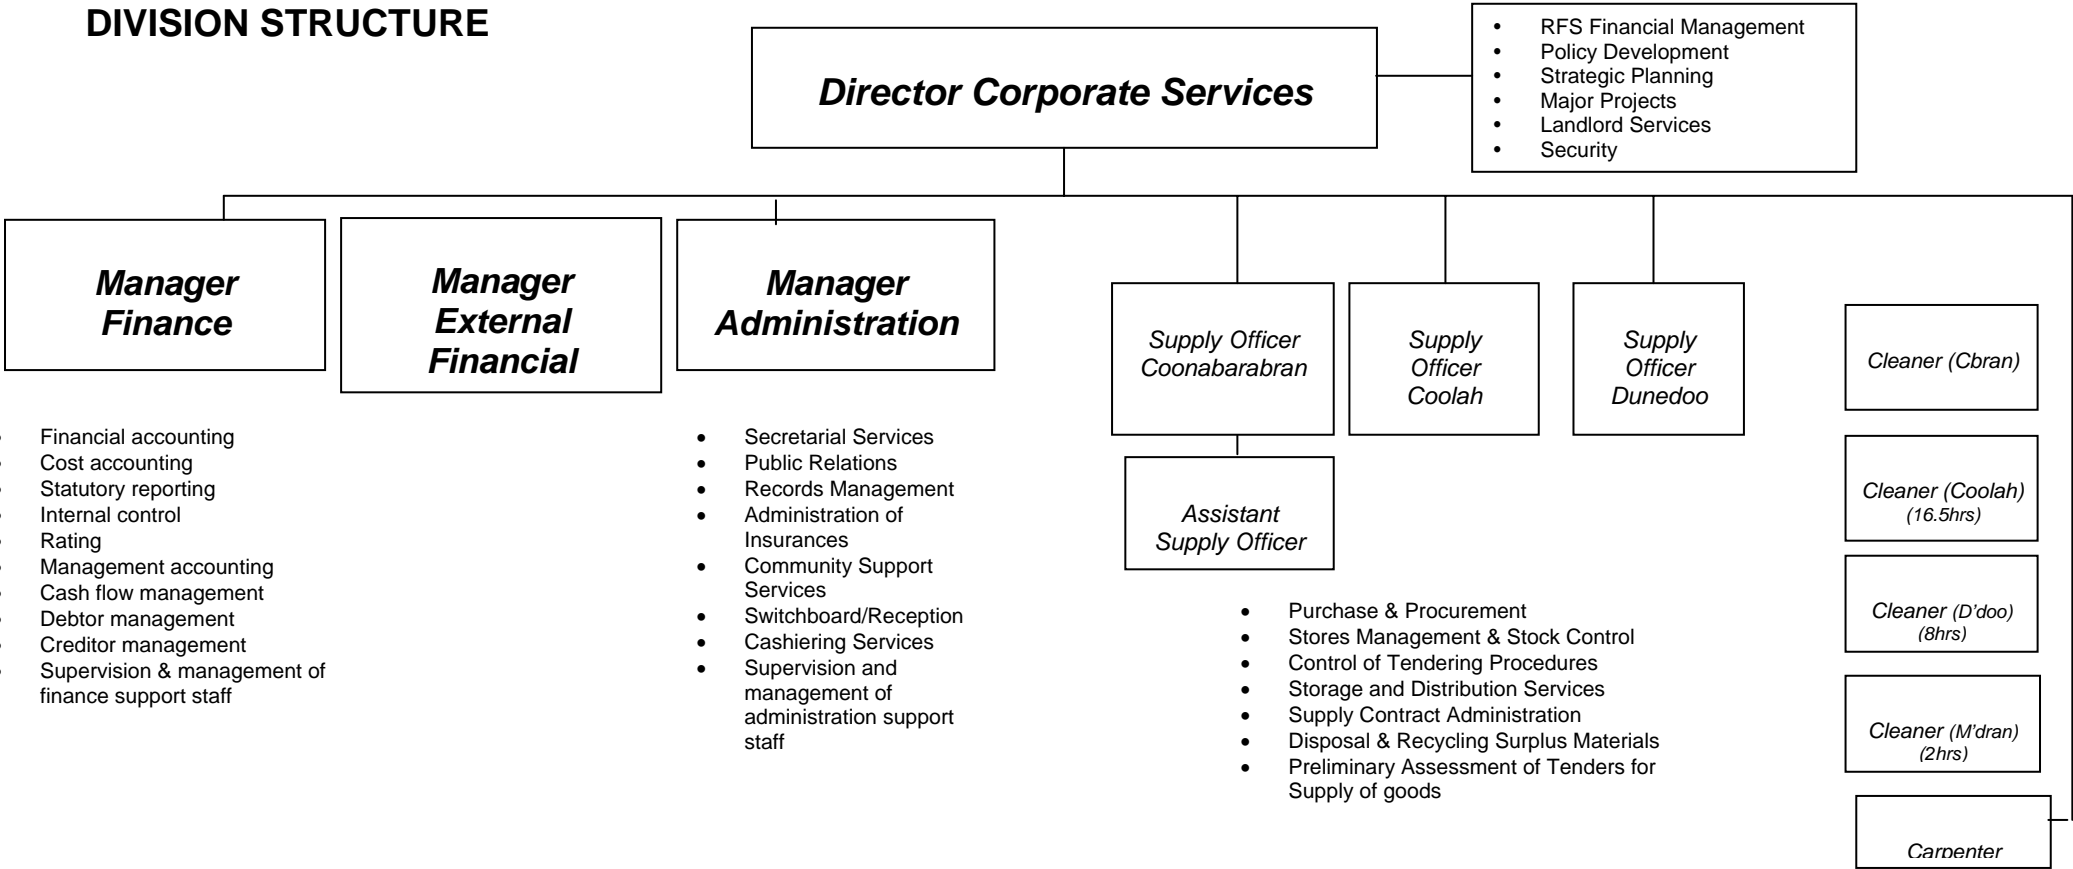 DIVISION STRUCTURE
Director Corporate Services
• RFS Financial Management
• Policy Development
• Strategic Planning
• Major Projects
• Landlord Services
• Security
Manager
Finance
Manager
External
Financial
Manager
Administration
Supply Officer
Coonabarabran
Supply
Officer
Coolah
Supply
Officer
Dunedoo
Assistant
Supply Officer
Cleaner (Cbran)
Cleaner (Coolah)
(16.5hrs)
Cleaner (D'doo)
(8hrs)
Cleaner (M'dran)
(2hrs)
Carpenter
• Financial accounting
• Cost accounting
• Statutory reporting
• Internal control
• Rating
• Management accounting
• Cash flow management
• Debtor management
• Creditor management
• Supervision & management of
finance support staff
• Secretarial Services
• Public Relations
• Records Management
• Administration of
Insurances
• Community Support
Services
• Switchboard/Reception
• Cashiering Services
• Supervision and
management of
administration support
staff
• Purchase & Procurement
• Stores Management & Stock Control
• Control of Tendering Procedures
• Storage and Distribution Services
• Supply Contract Administration
• Disposal & Recycling Surplus Materials
• Preliminary Assessment of Tenders for
Supply of goods